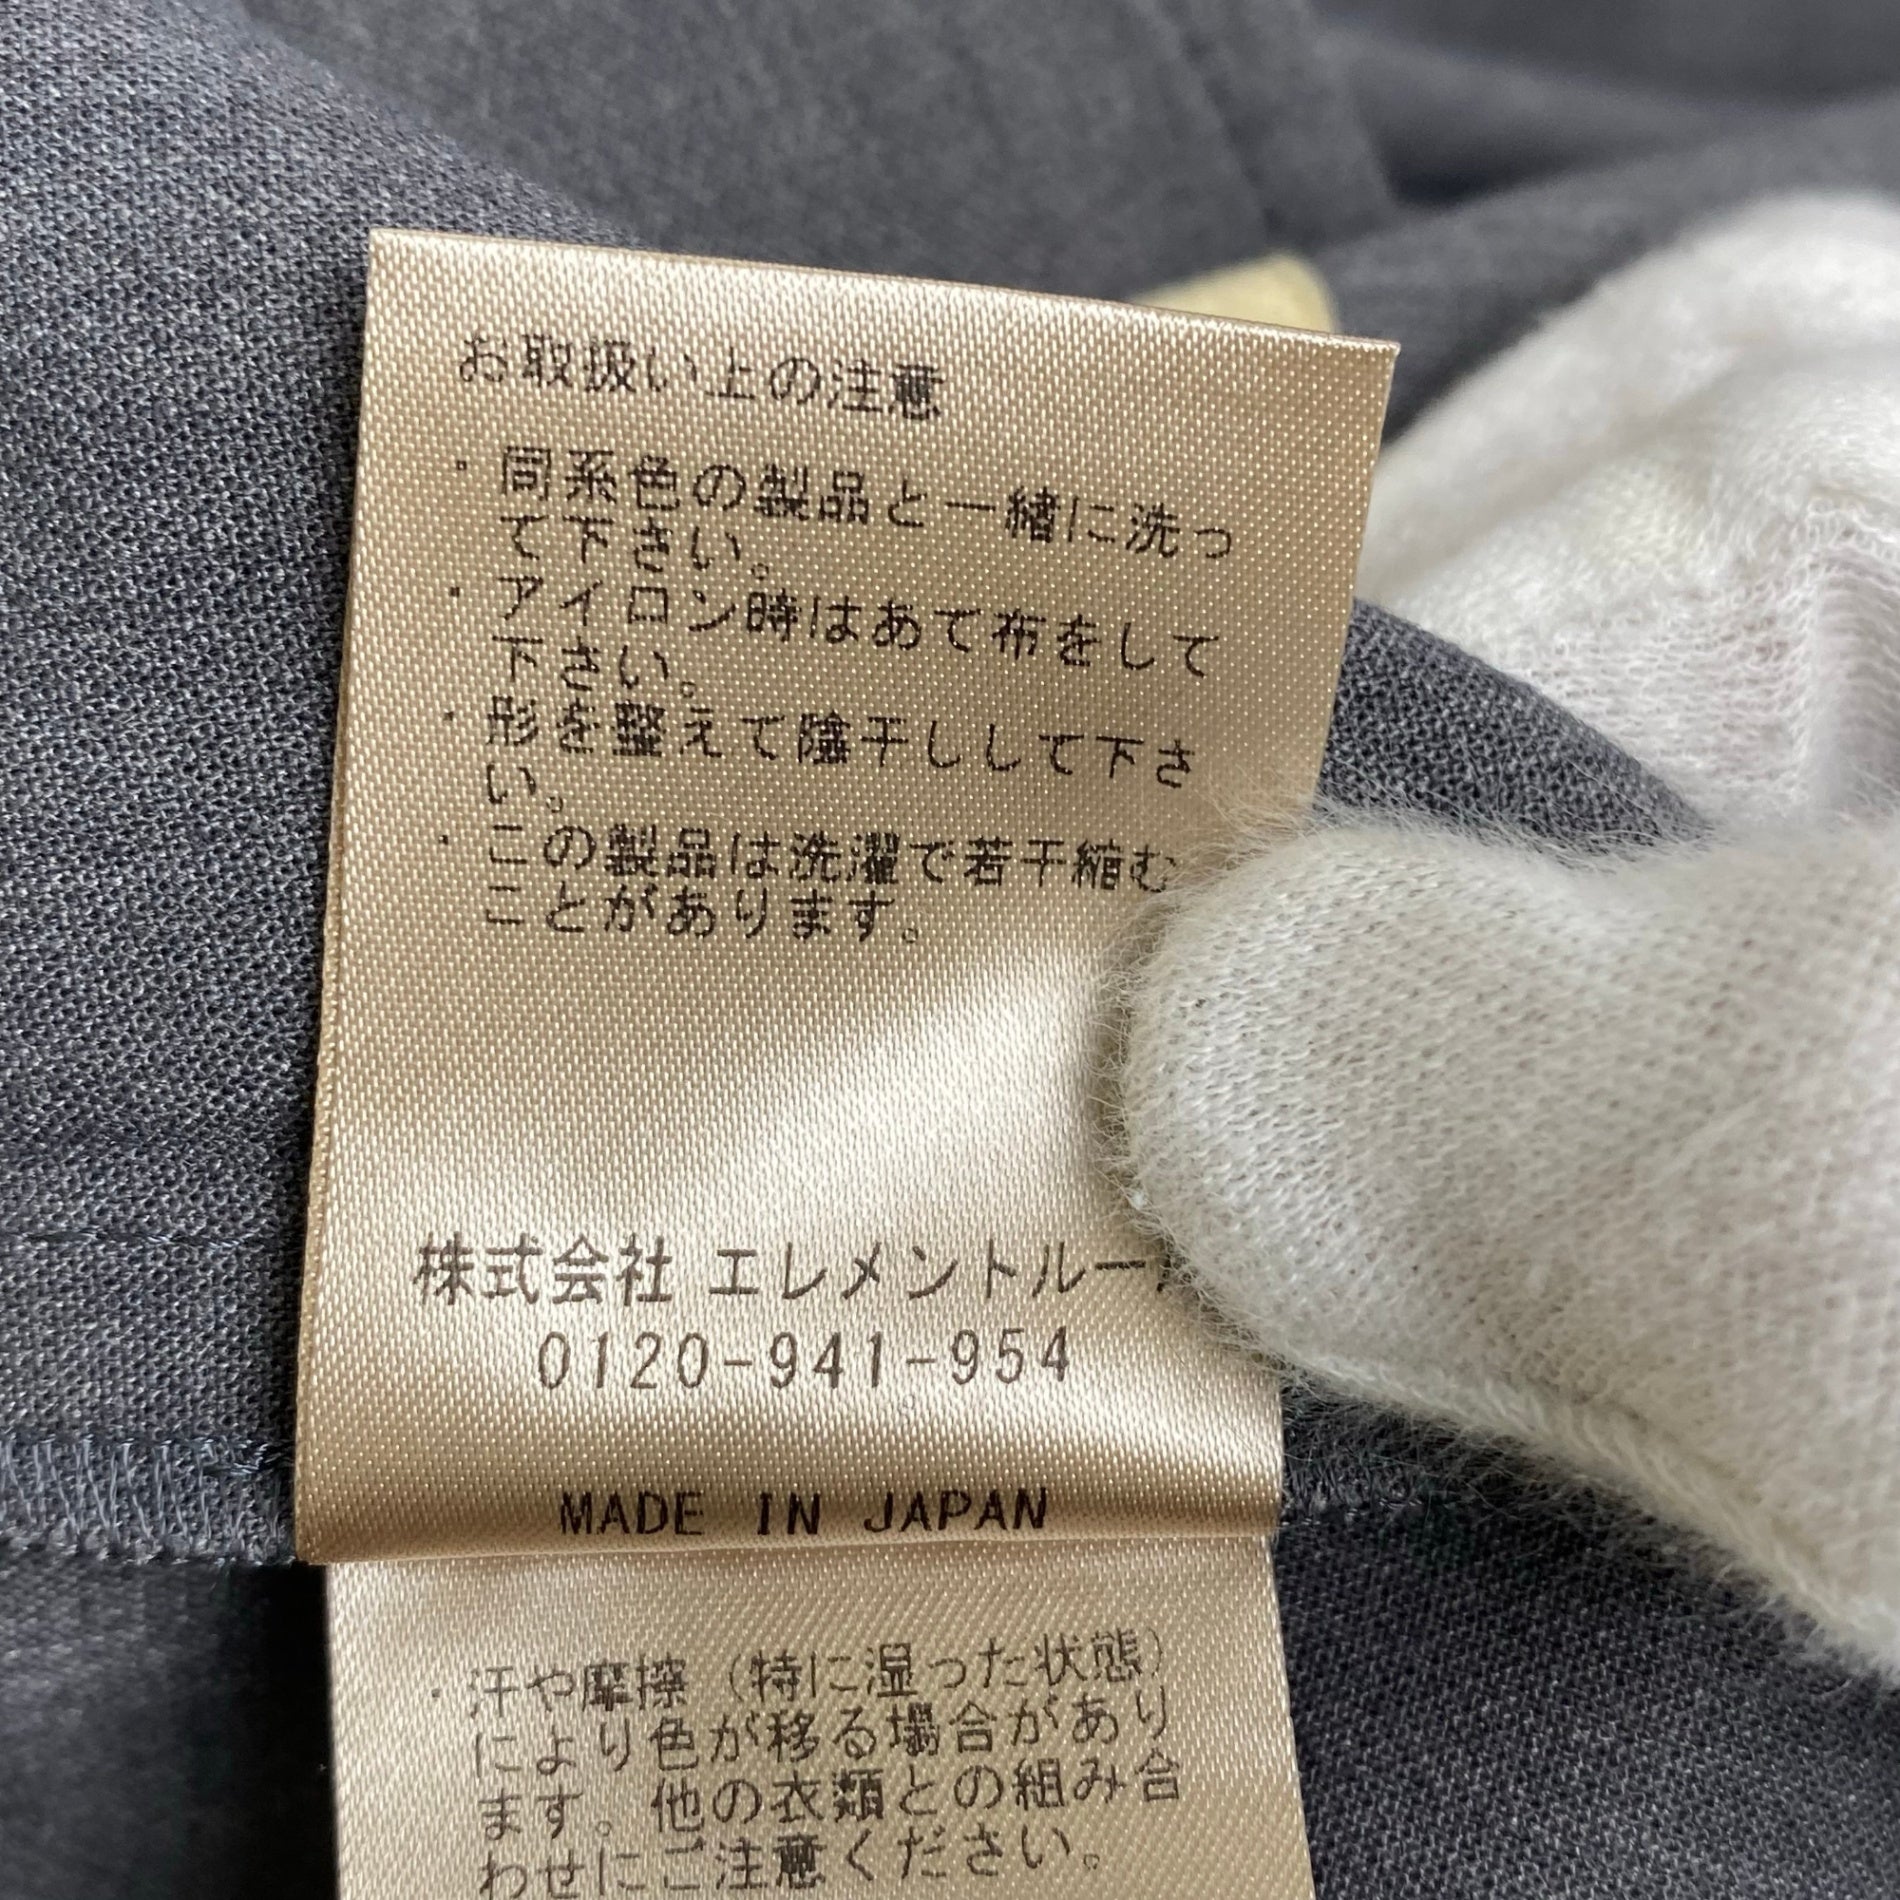 お取扱い上の注意
・同系色の製品と一緒に洗っ
て下さい。
・アイロン時はあて布をして
下さい。
・形を整えて陰干しして下さ
い。
・この製品は洗濯で若干縮む
ことがあります。
株式会社 エレメントルー
0120-941-954
MADE IN JAPAN
・汗や摩擦（特に湿った状態）
により色が移る場合があり
ます。他の衣類との組み合
わせにご注意ください。